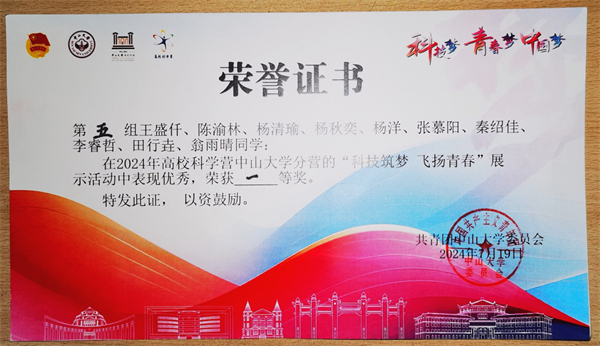 科技梦 青春梦 中国梦
荣誉证书
第 五 组王盛仟、陈渝林、杨清瑜、杨秋奕、杨洋、张慕阳、秦绍佳、
李睿哲、田行垚、翁雨晴同学:
在2024年高校科学营中山大学分营的“科技筑梦 飞扬青春”展
示活动中表现优秀,荣获 一 等奖。
特发此证,以资鼓励。
共青团中山大学委员会
2024年7月19日